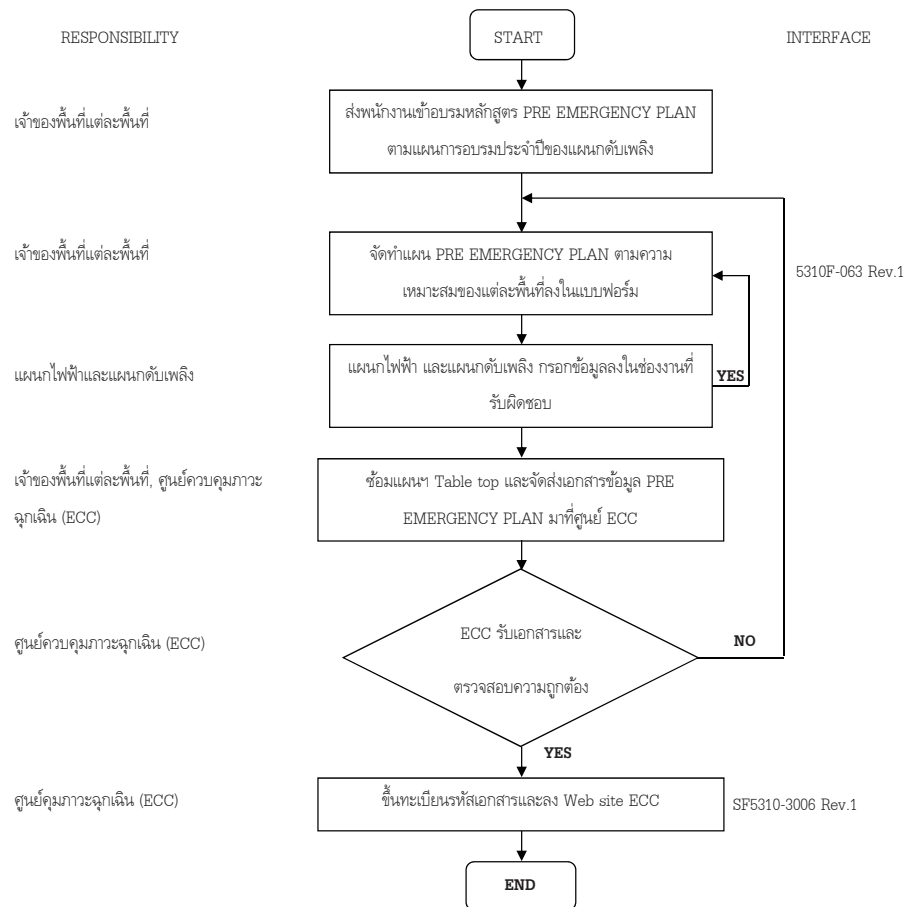 RESPONSIBILITY
START
INTERFACE
เจ้าของพื้นที่แต่ละพื้นที่
ส่งพนักงานเข้าอบรมหลักสูตร PRE EMERGENCY PLAN
ตามแผนการอบรมประจำปีของแผนกดับเพลิง
เจ้าของพื้นที่แต่ละพื้นที่
จัดทำแผน PRE EMERGENCY PLAN ตามความ
เหมาะสมของแต่ละพื้นที่ลงในแบบฟอร์ม
5310F-063 Rev.1
แผนกไฟฟ้าและแผนกดับเพลิง
แผนกไฟฟ้า และแผนกดับเพลิง กรอกข้อมูลลงในช่องงานที่
รับผิดชอบ
YES
เจ้าของพื้นที่แต่ละพื้นที่, ศูนย์ควบคุมภาวะ
ฉุกเฉิน (ECC)
ซ้อมแผนฯ Table top และจัดส่งเอกสารข้อมูล PRE
EMERGENCY PLAN มาที่ศูนย์ ECC
ศูนย์ควบคุมภาวะฉุกเฉิน (ECC)
ECC รับเอกสารและ
ตรวจสอบความถูกต้อง
NO
YES
ศูนย์คุมภาวะฉุกเฉิน (ECC)
ขึ้นทะเบียนรหัสเอกสารและลง Web site ECC
SF5310-3006 Rev.1
END